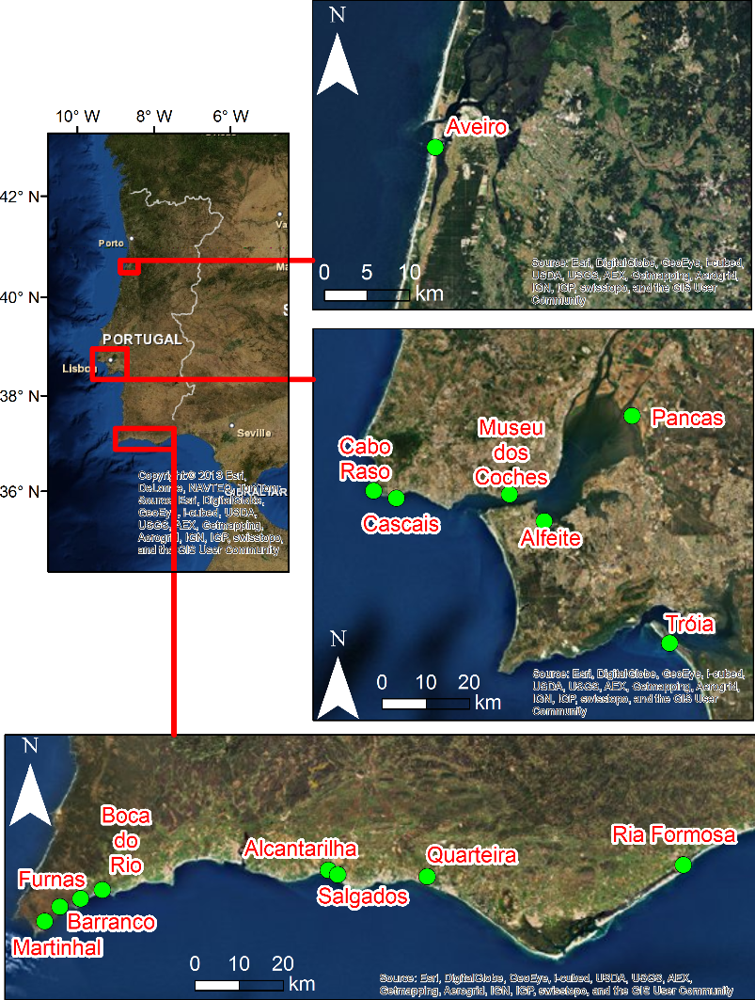 10° W
8° W
6° W
42° N
40° N
38° N
36° N
Porto
PORTUGAL
Lisbon
Seville
Va
Ma
S
Copyright:© 2013 Esri,
DeLorme, NAVTEQ, TomTom,
Source: Esri, DigitalGlobe,
GeoEye, i-cubed, USDA,
USGS, AEX, Getmapping,
Aerogrid, IGN, IGP, swisstopo,
and the GIS User Community
N
Aveiro
0 5 10
km
Source: Esri, DigitalGlobe, GeoEye, i-cubed,
USDA, USGS, AEX, Getmapping, Aerogrid,
IGN, IGP, swisstopo, and the GIS User
Community
Pancas
Museu
dos
Coches
Cabo
Raso
Cascais
Alfeite
Tróia
N
0 10 20
km
Source: Esri, DigitalGlobe, GeoEye, i-cubed,
USDA, USGS, AEX, Getmapping, Aerogrid,
IGN, IGP, swisstopo, and the GIS User
Community
N
Boca
do
Rio
Furnas
Barranco
Martinhal
Alcantarilha
Salgados
Quarteira
Ria Formosa
0 10 20
km
Source: Esri, DigitalGlobe, GeoEye, i-cubed, USDA, USGS, AEX,
Getmapping, Aerogrid, IGN, IGP, swisstopo, and the GIS User Community